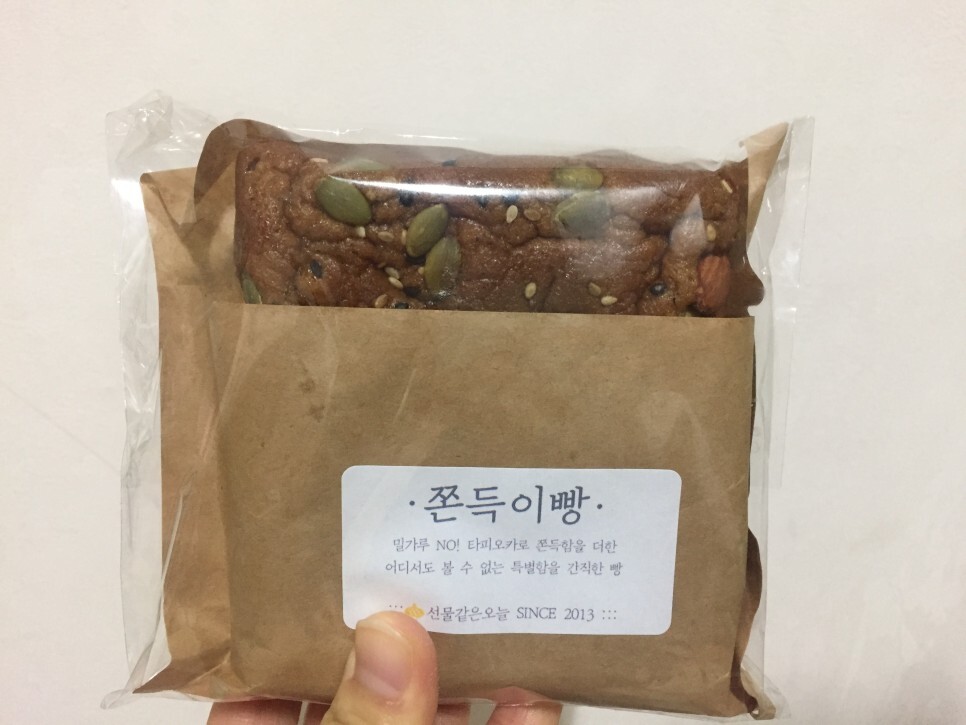 ·쫀득이빵·
밀가루 NO! 타피오카로 쫀득함을 더한
어디서도 볼 수 없는 특별함을 간직한 빵
::: 선물같은오늘 SINCE 2013 :::